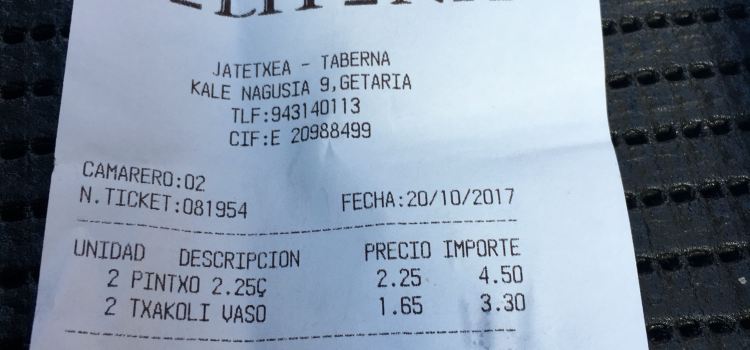 JATETXEA - TABERNA
KALE NAGUSIA 9,GETARIA
TLF:943140113
CIF:E 20988499
CAMARERO:02
N.TICKET:081954 FECHA:20/10/2017
UNIDAD DESCRIPCION PRECIO IMPORTE
2 PINTXO 2.25Ç 2.25 4.50
2 TXAKOLI VASO 1.65 3.30